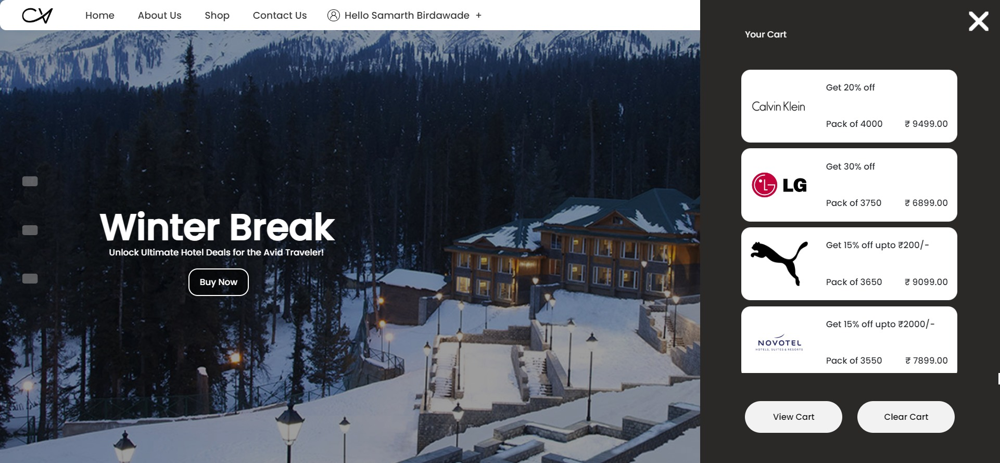 CV
Home
About Us
Shop
Contact Us
Hello Samarth Birdawade +
Winter Break
Unlock Ultimate Hotel Deals for the Avid Traveler!
Buy Now
Your Cart
Calvin Klein
Get 20% off
Pack of 4000 ₹ 9499.00
LG
Get 30% off
Pack of 3750 ₹ 6899.00
Get 15% off upto ₹200/-
Pack of 3650 ₹ 9099.00
NOVOTEL
HOTELS, SUITES & RESORTS
Get 15% off upto ₹2000/-
Pack of 3550 ₹ 7899.00
View Cart
Clear Cart